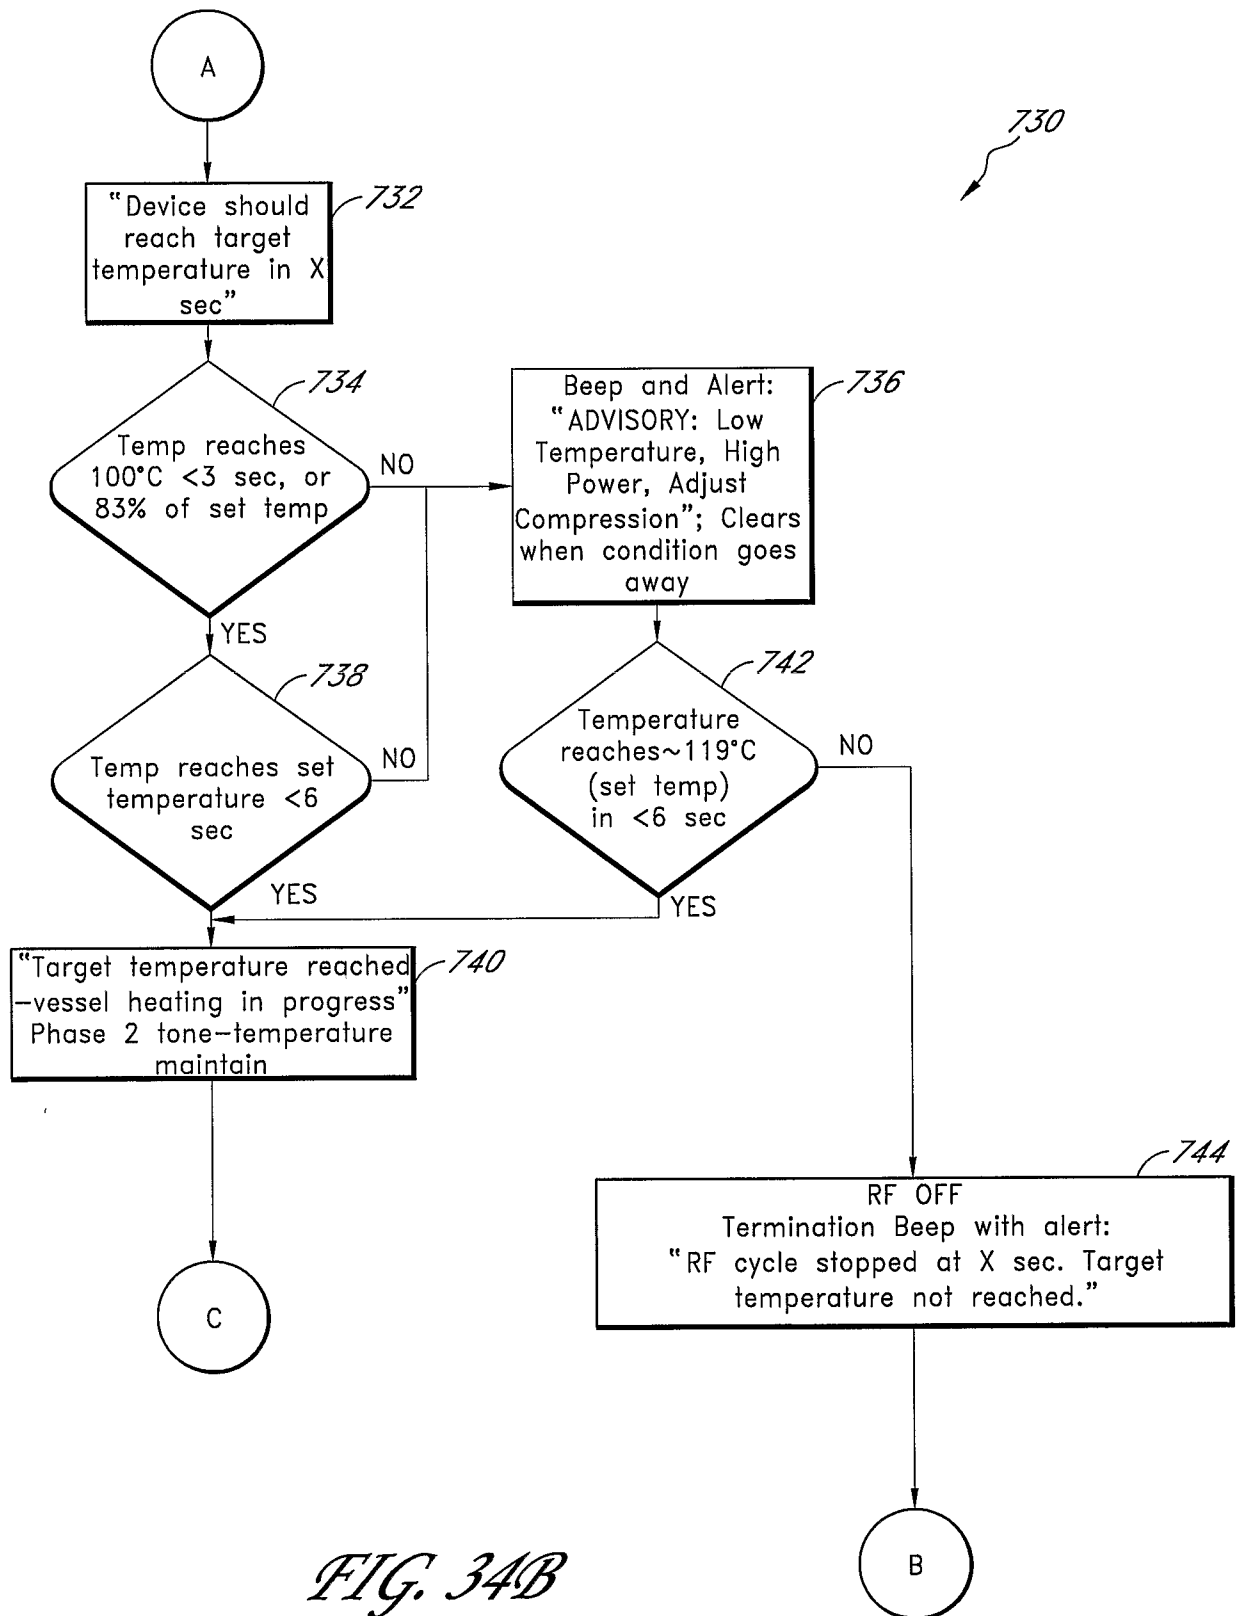 A
730
"Device should
reach target
temperature in X
sec"
732
Temp reaches
100°C <3 sec, or
83% of set temp
734
NO
YES
Beep and Alert:
"ADVISORY: Low
Temperature, High
Power, Adjust
Compression"; Clears
when condition goes
away
736
Temp reaches set
temperature <6
sec
738
NO
YES
Temperature
reaches~119°C
(set temp)
in <6 sec
742
NO
YES
"Target temperature reached
-vessel heating in progress"
Phase 2 tone-temperature
maintain
740
C
RF OFF
Termination Beep with alert:
"RF cycle stopped at X sec. Target
temperature not reached."
744
B
FIG. 34B